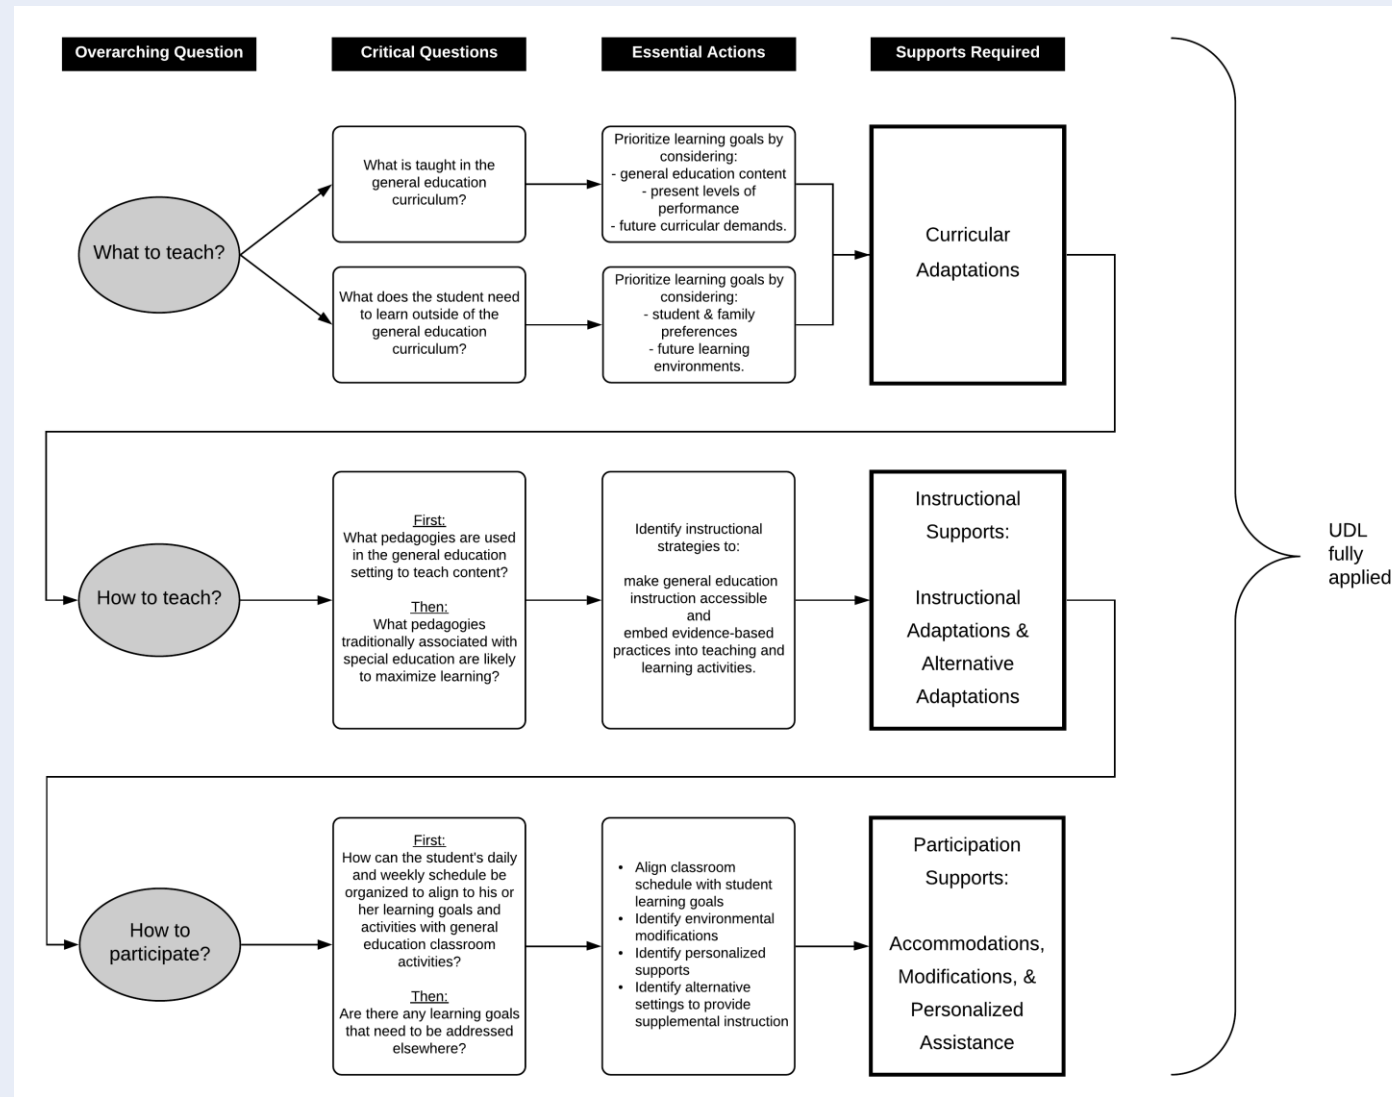 Overarching Question
Critical Questions
Essential Actions
Supports Required
What to teach?
What is taught in the
general education
curriculum?
Prioritize learning goals by
considering:
- general education content
- present levels of
performance
- future curricular demands.
What does the student need
to learn outside of the
general education
curriculum?
Prioritize learning goals by
considering:
- student & family
preferences
- future learning
environments.
Curricular
Adaptations
How to teach?
First:
What pedagogies are used
in the general education
setting to teach content?
Then:
What pedagogies
traditionally associated with
special education are likely
to maximize learning?
Identify instructional
strategies to:
make general education
instruction accessible
and
embed evidence-based
practices into teaching and
learning activities.
Instructional
Supports:
Instructional
Adaptations &
Alternative
Adaptations
How to
participate?
First:
How can the student's daily
and weekly schedule be
organized to align to his or
her learning goals and
activities with general
education classroom
activities?
Then:
Are there any learning goals
that need to be addressed
elsewhere?
• Align classroom
schedule with student
learning goals
• Identify environmental
modifications
• Identify personalized
supports
• Identify alternative
settings to provide
supplemental instruction
Participation
Supports:
Accommodations,
Modifications, &
Personalized
Assistance
UDL
fully
applied